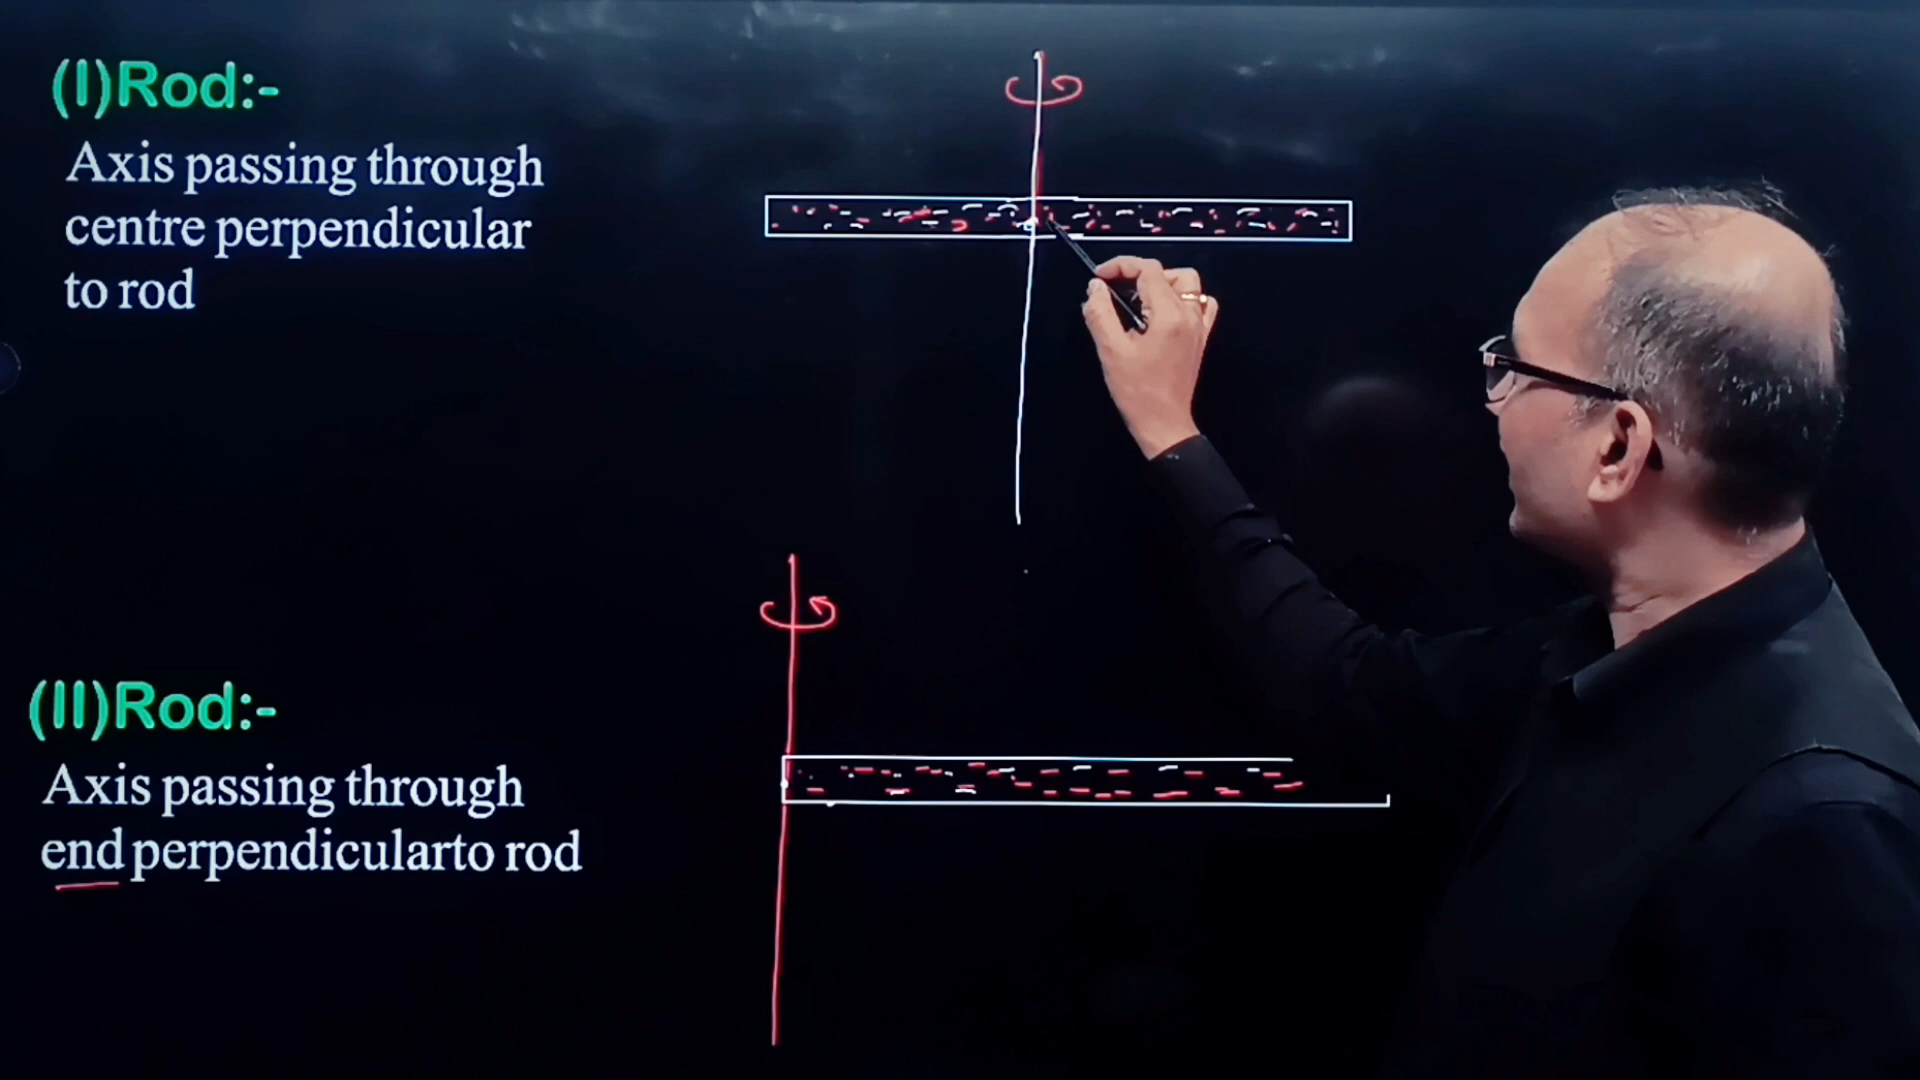 (I)Rod:-
Axis passing through
centre perpendicular
to rod
(II)Rod:-
Axis passing through
end perpendicularto rod